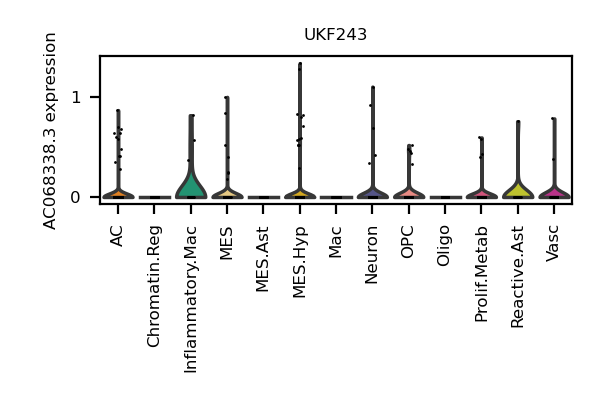 UKF243
AC068338.3 expression
1
0
AC
Chromatin.Reg
Inflammatory.Mac
MES
MES.Ast
MES.Hyp
Mac
Neuron
OPC
Oligo
Prolif.Metab
Reactive.Ast
Vasc